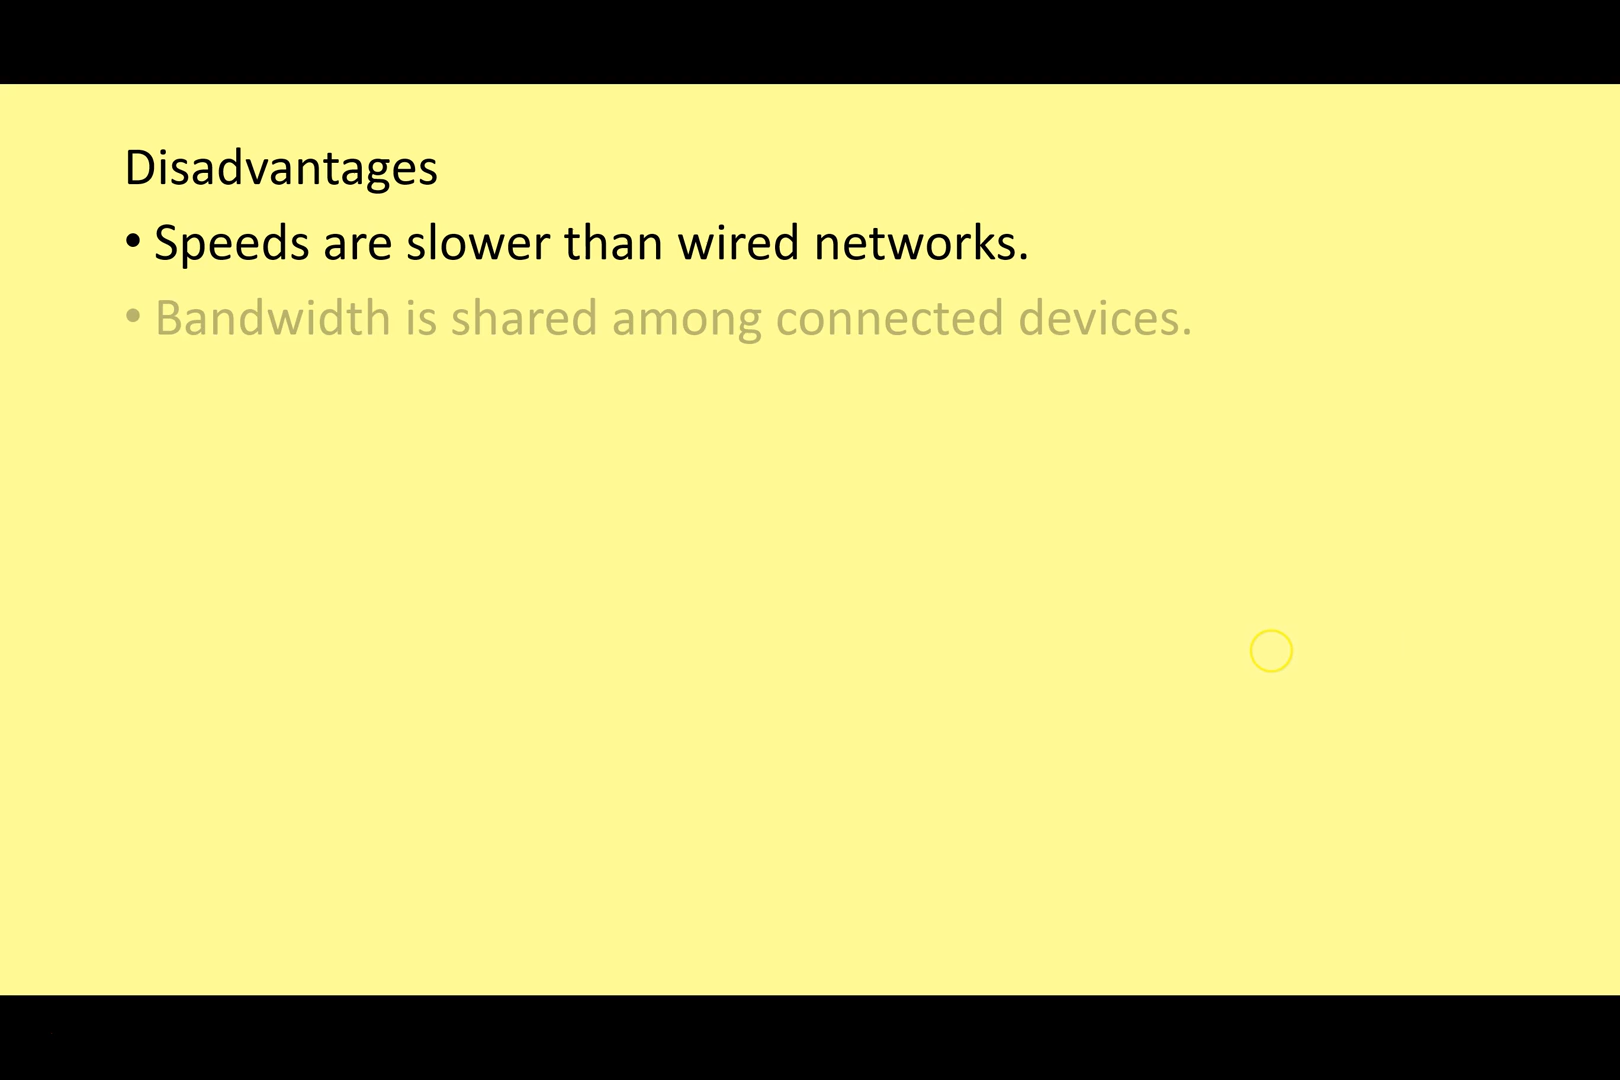 Disadvantages
• Speeds are slower than wired networks.
• Bandwidth is shared among connected devices.